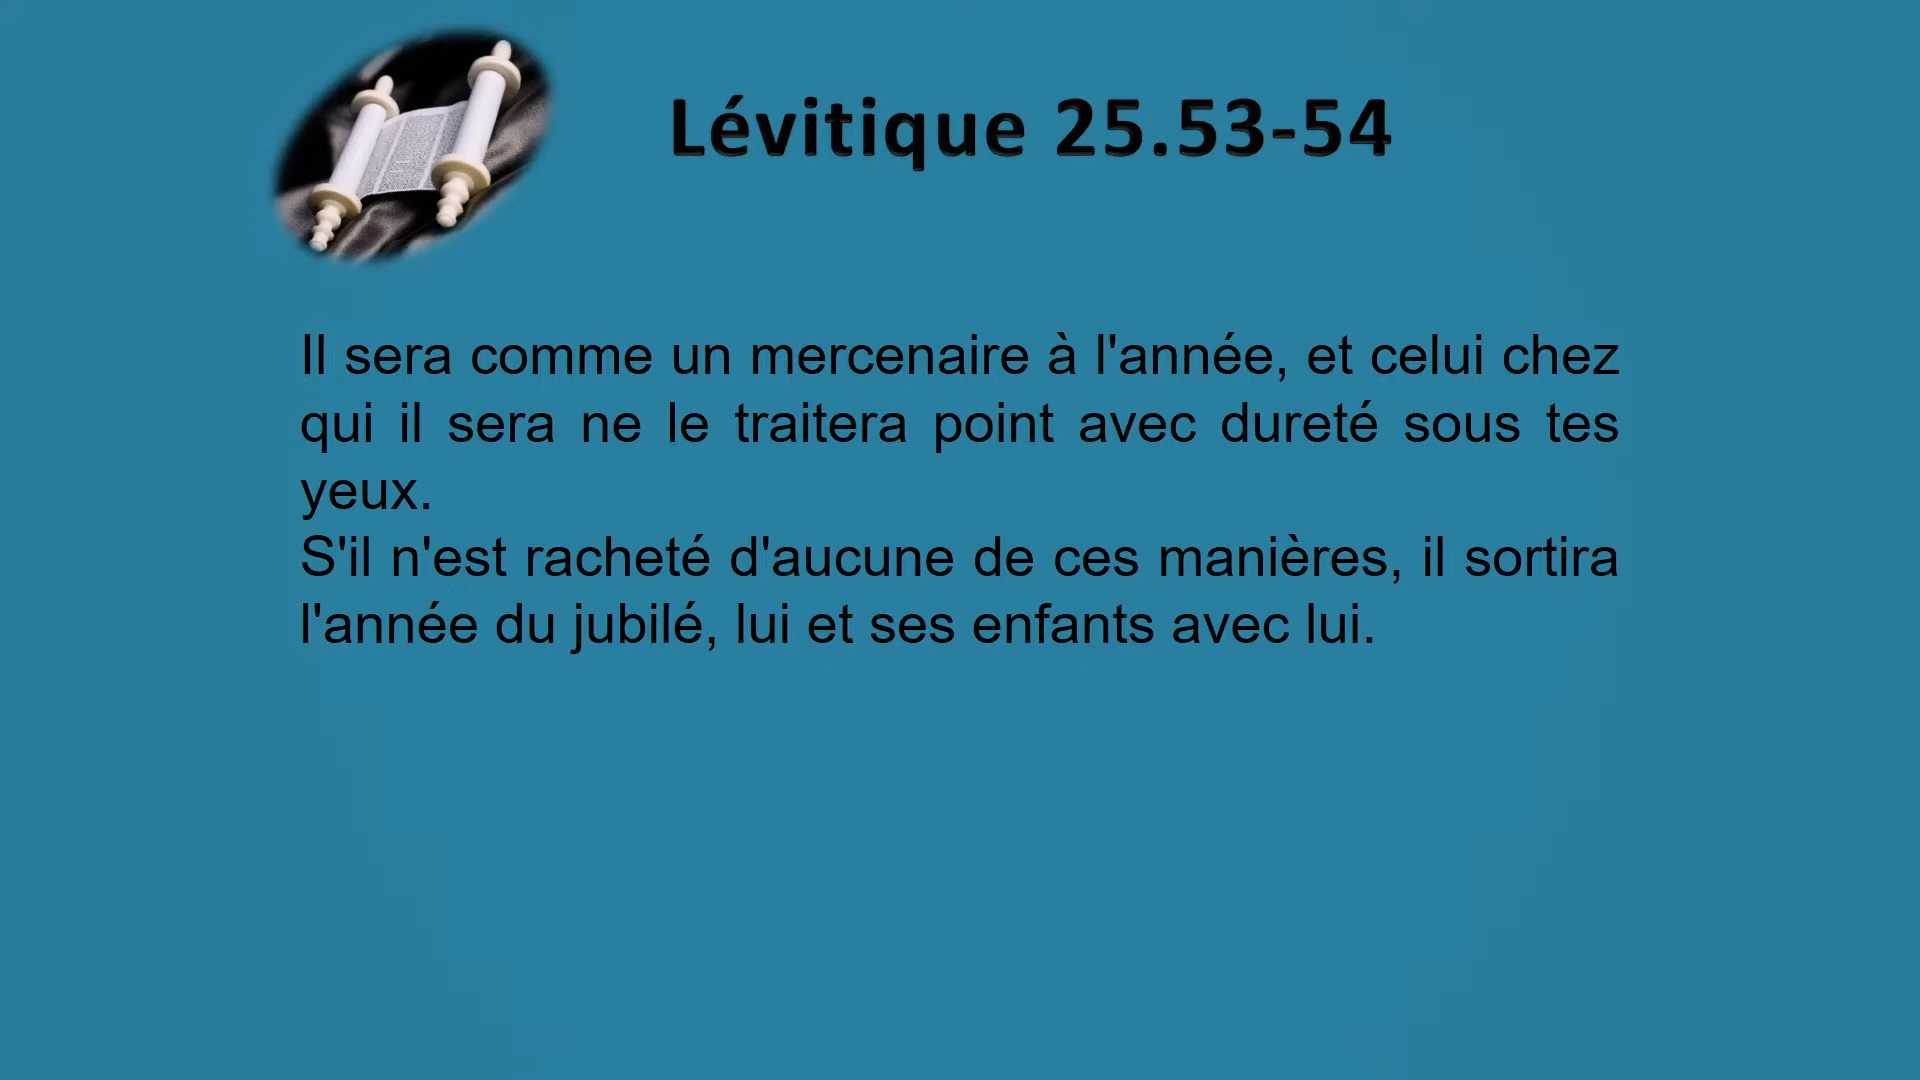 Lévitique 25.53-54
Il sera comme un mercenaire à l'année, et celui chez
qui il sera ne le traitera point avec dureté sous tes
yeux.
S'il n'est racheté d'aucune de ces manières, il sortira
l'année du jubilé, lui et ses enfants avec lui.